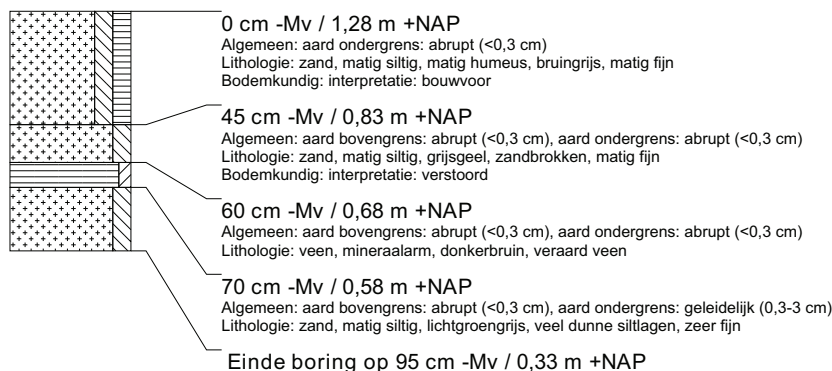 0 cm -Mv / 1,28 m +NAP
Algemeen: aard ondergrens: abrupt (<0,3 cm)
Lithologie: zand, matig siltig, matig humeus, bruingrijs, matig fijn
Bodemkundig: interpretatie: bouwvoor
45 cm -Mv / 0,83 m +NAP
Algemeen: aard bovengrens: abrupt (<0,3 cm), aard ondergrens: abrupt (<0,3 cm)
Lithologie: zand, matig siltig, grijsgeel, zandbrokken, matig fijn
Bodemkundig: interpretatie: verstoord
60 cm -Mv / 0,68 m +NAP
Algemeen: aard bovengrens: abrupt (<0,3 cm), aard ondergrens: abrupt (<0,3 cm)
Lithologie: veen, mineraalarm, donkerbruin, veraard veen
70 cm -Mv / 0,58 m +NAP
Algemeen: aard bovengrens: abrupt (<0,3 cm), aard ondergrens: geleidelijk (0,3-3 cm)
Lithologie: zand, matig siltig, lichtgroengrijs, veel dunne siltlagen, zeer fijn
Einde boring op 95 cm -Mv / 0,33 m +NAP